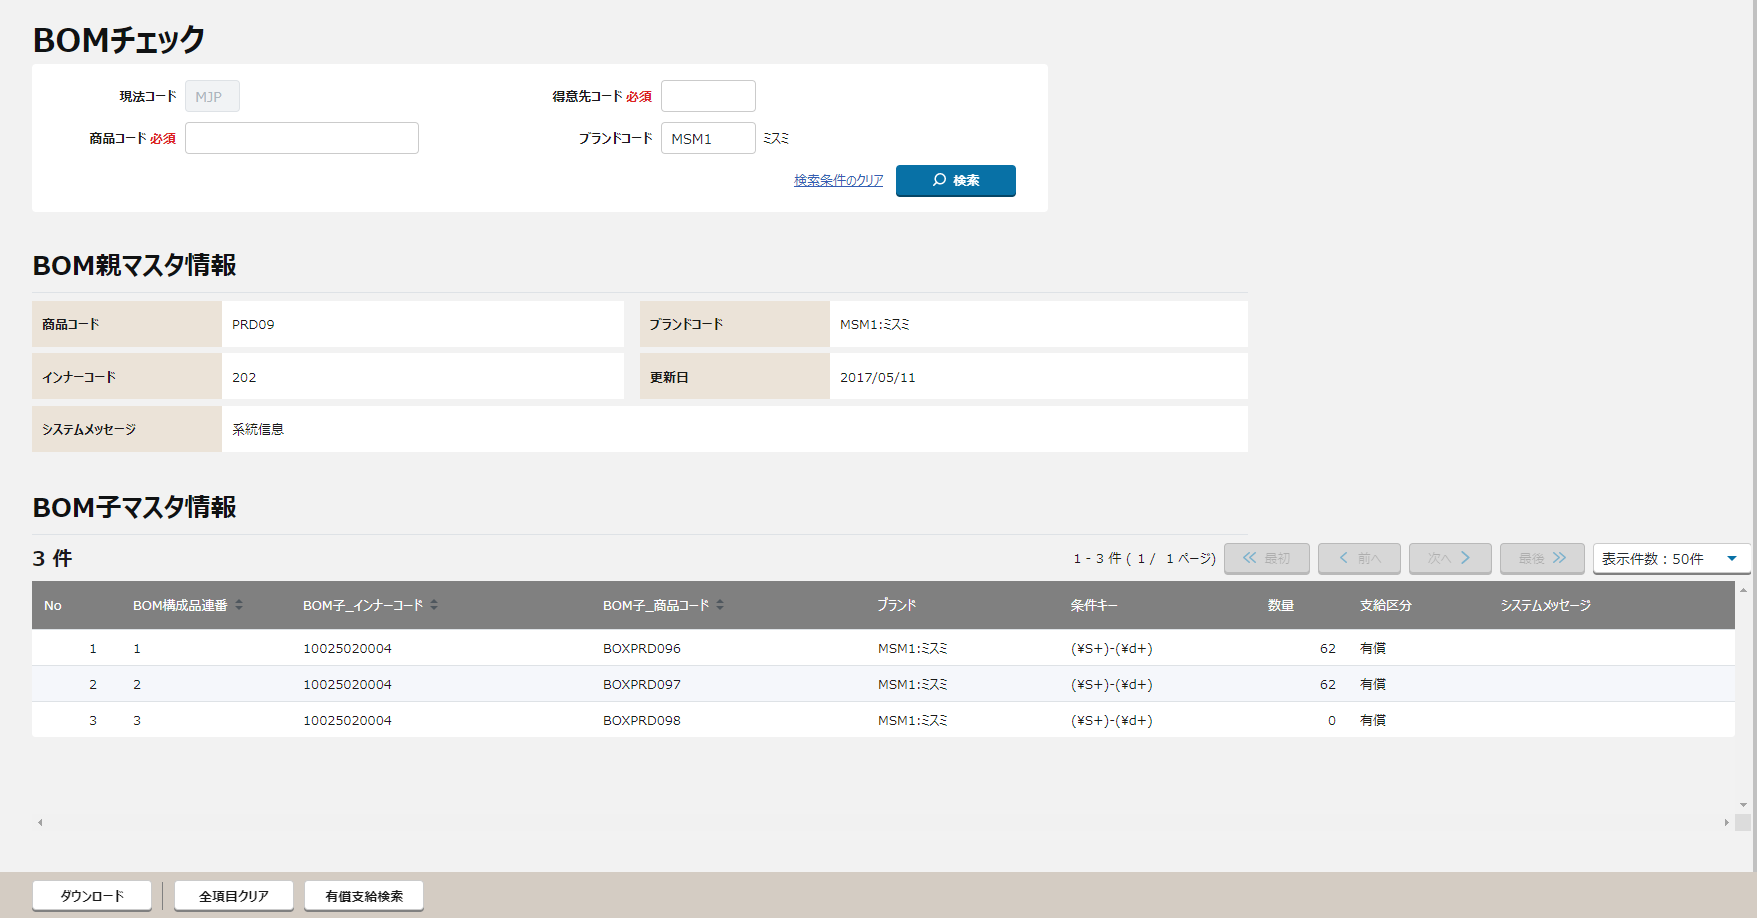 BOMチェック
現法コード MJP 得意先コード 必須
商品コード 必須 ブランドコード MSM1 ミスミ
検索条件のクリア 検索
BOM親マスタ情報
商品コード PRD09 ブランドコード MSM1:ミスミ
インナーコード 202 更新日 2017/05/11
システムメッセージ 系统信息
BOM子マスタ情報
3 件 1 - 3 件 ( 1 / 1 ページ) 最初 前へ 次へ 最後 表示件数：50件
No BOM構成品連番 BOM子_インナーコード BOM子_商品コード ブランド 条件キー 数量 支給区分 システムメッセージ
1 1 10025020004 BOXPRD096 MSM1:ミスミ (¥S+)-(¥d+) 62 有償
2 2 10025020004 BOXPRD097 MSM1:ミスミ (¥S+)-(¥d+) 62 有償
3 3 10025020004 BOXPRD098 MSM1:ミスミ (¥S+)-(¥d+) 0 有償
ダウンロード 全項目クリア 有償支給検索